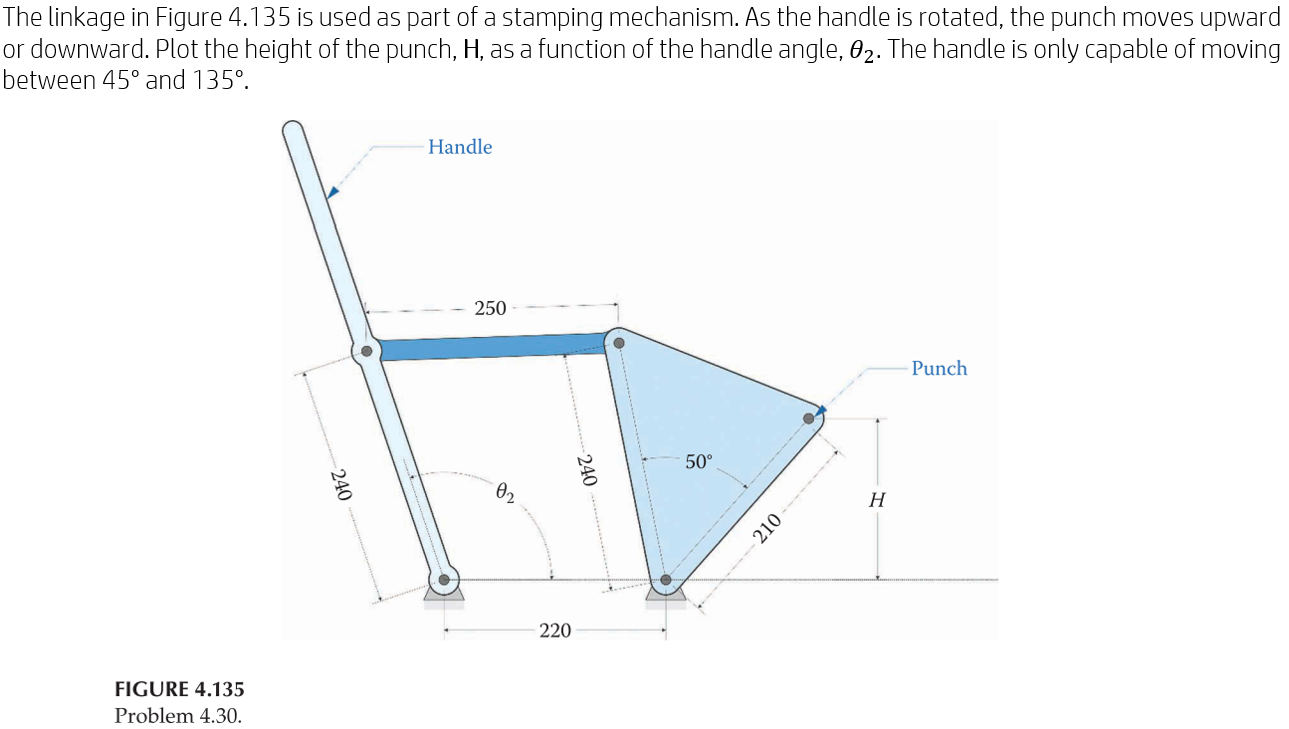 The linkage in Figure 4.135 is used as part of a stamping mechanism. As the handle is rotated, the punch moves upward
or downward. Plot the height of the punch, H, as a function of the handle angle, θ₂. The handle is only capable of moving
between 45° and 135°.
Handle
250
Punch
240
240
50°
θ₂
H
210
220
FIGURE 4.135
Problem 4.30.